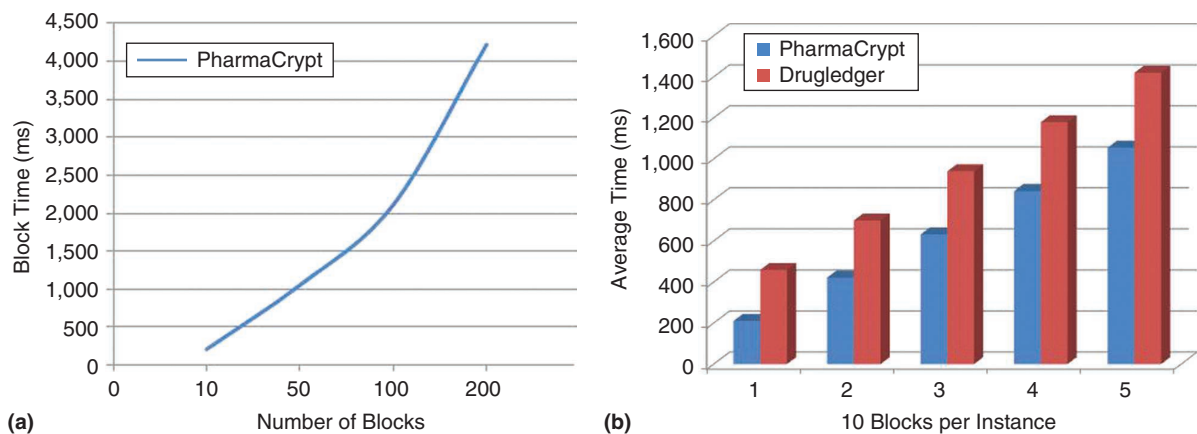 4,500
4,000
3,500
3,000
2,500
2,000
1,500
1,000
500
0
Block Time (ms)
PharmaCrypt
0 10 50 100 200
Number of Blocks
(a)
1,600
1,400
1,200
1,000
800
600
400
200
0
Average Time (ms)
PharmaCrypt
Drugledger
1 2 3 4 5
10 Blocks per Instance
(b)